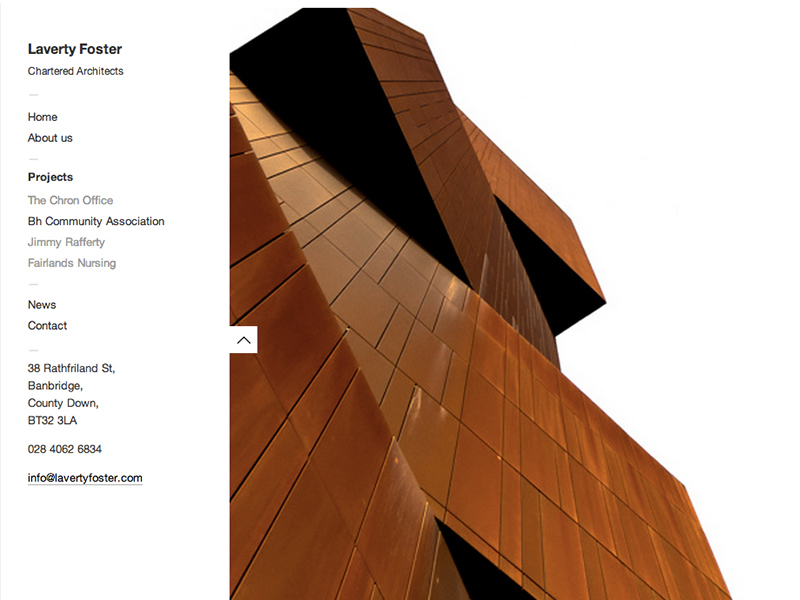 Laverty Foster
Chartered Architects
Home
About us
Projects
The Chron Office
Bh Community Association
Jimmy Rafferty
Fairlands Nursing
News
Contact
38 Rathfriland St,
Banbridge,
County Down,
BT32 3LA
028 4062 6834
info@lavertyfoster.com